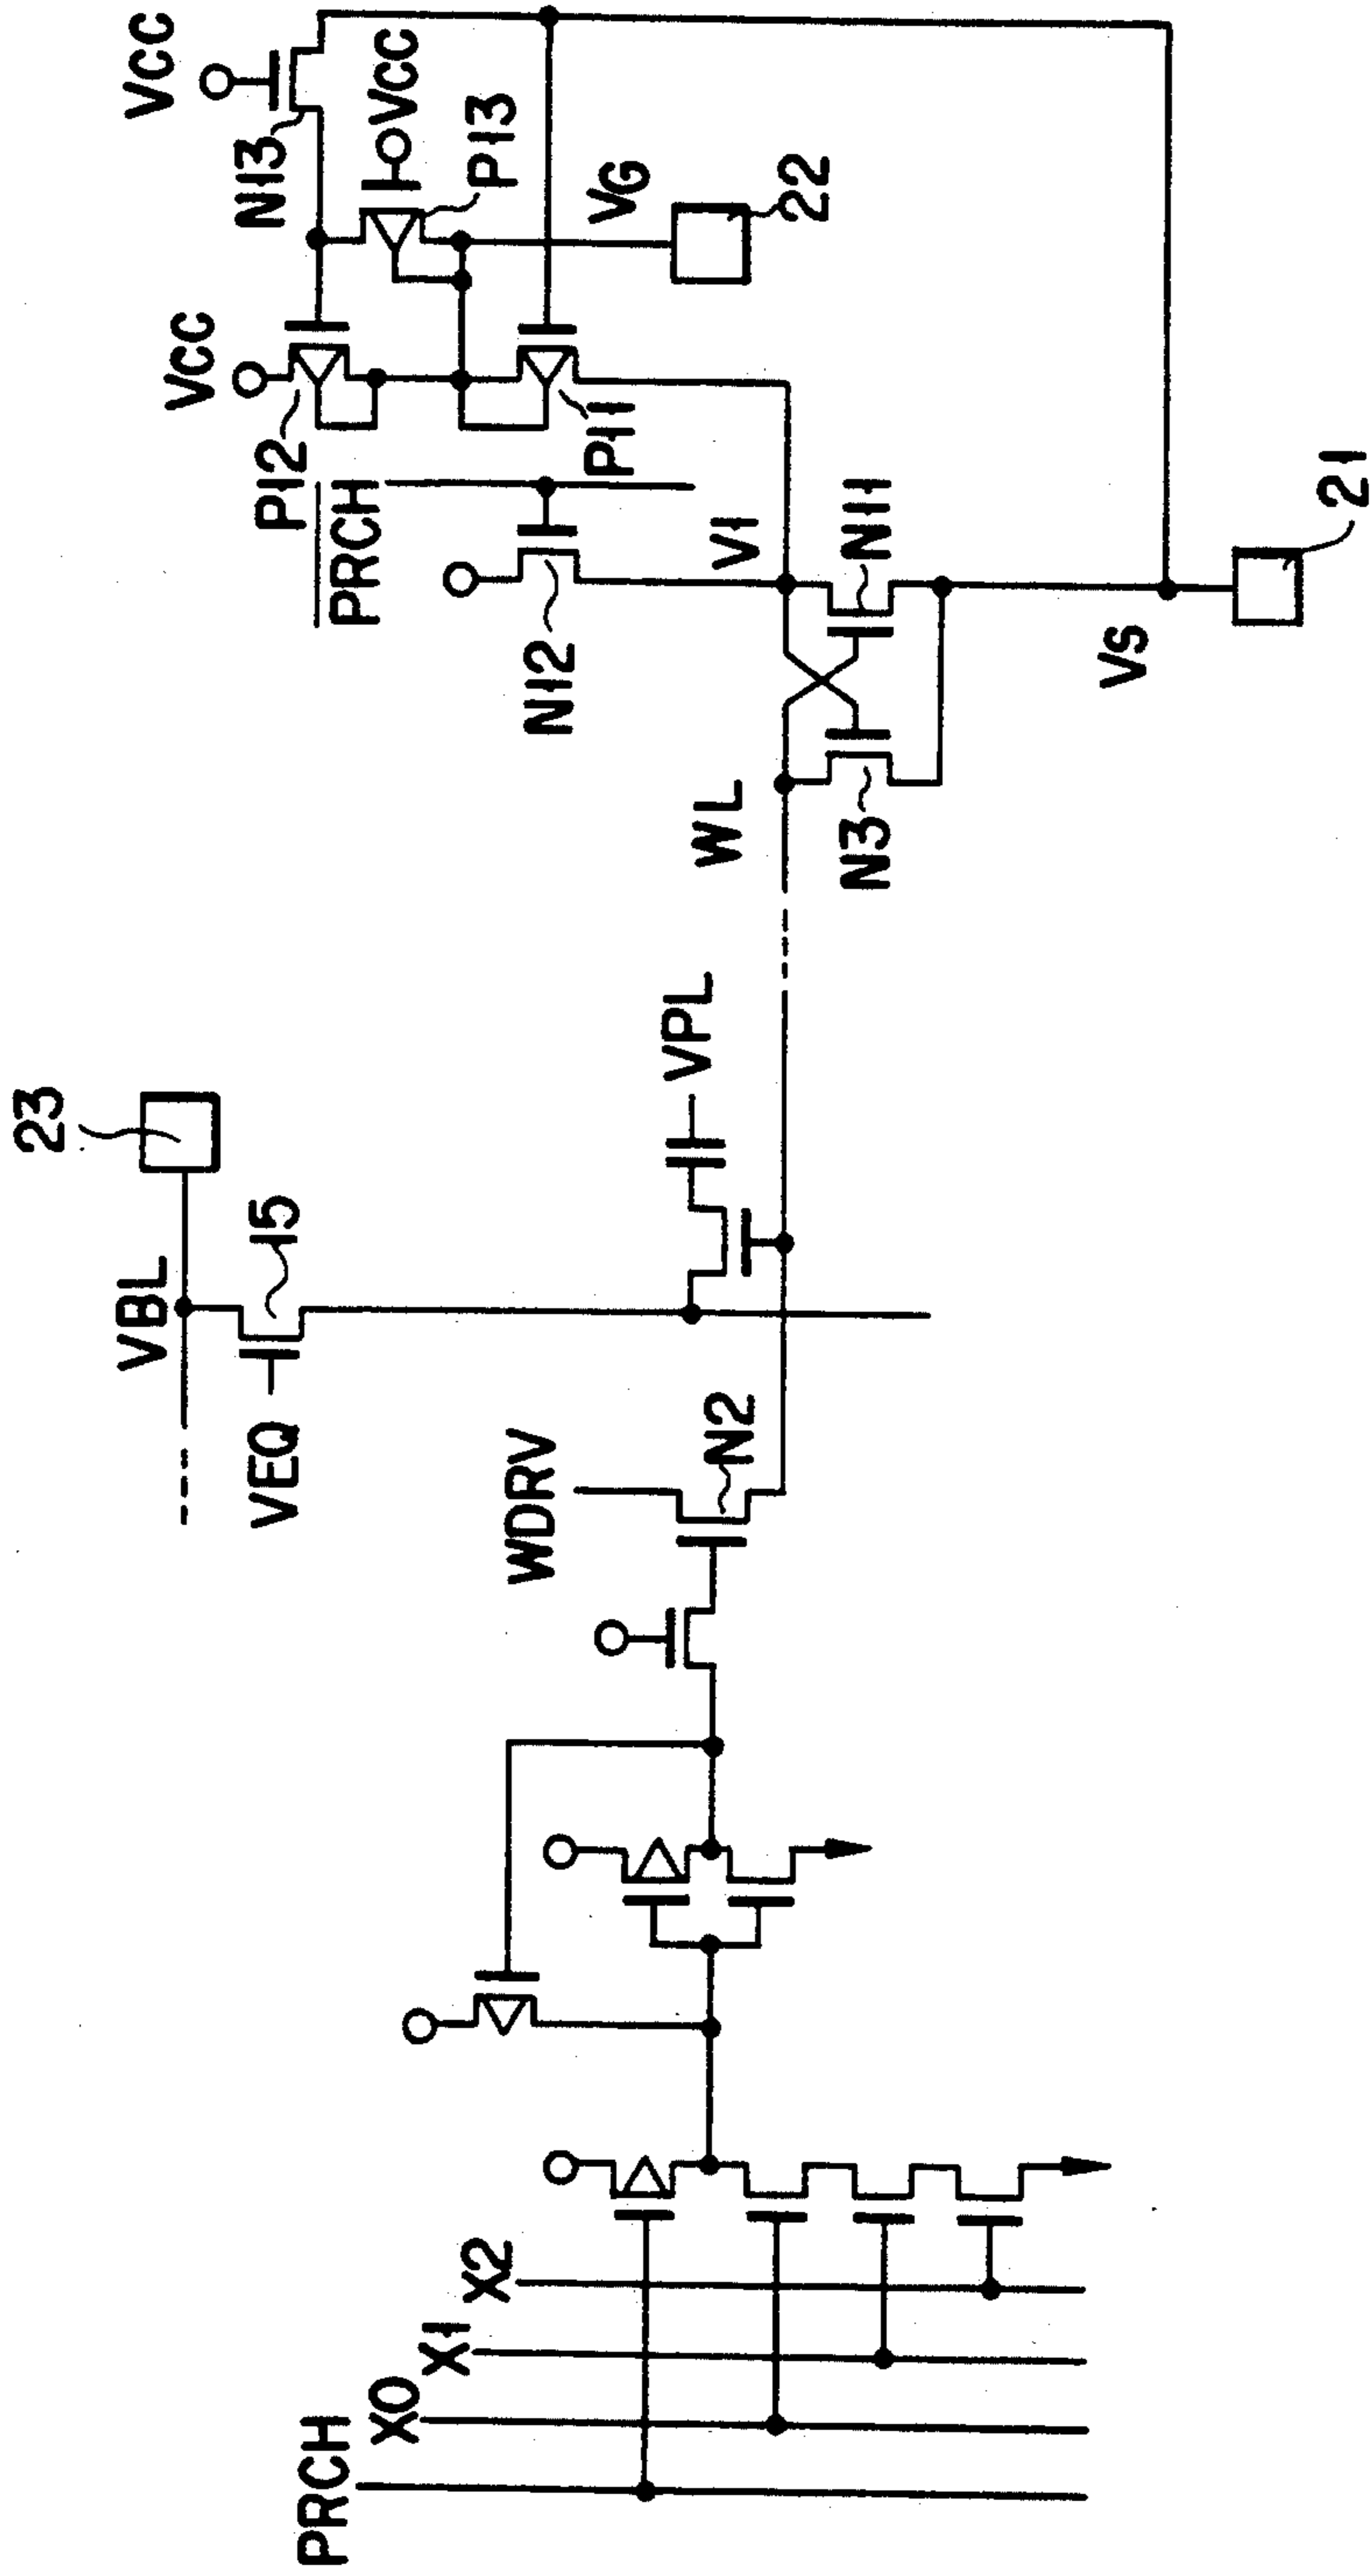 PRCH
X0
X1
X2
WDRV
N2
VEQ
VBL
15
23
VPL
WL
N3
N11
V1
N12
PRCH
P12
P11
VCC
N13
VCC
VCC
P13
VG
22
VS
21